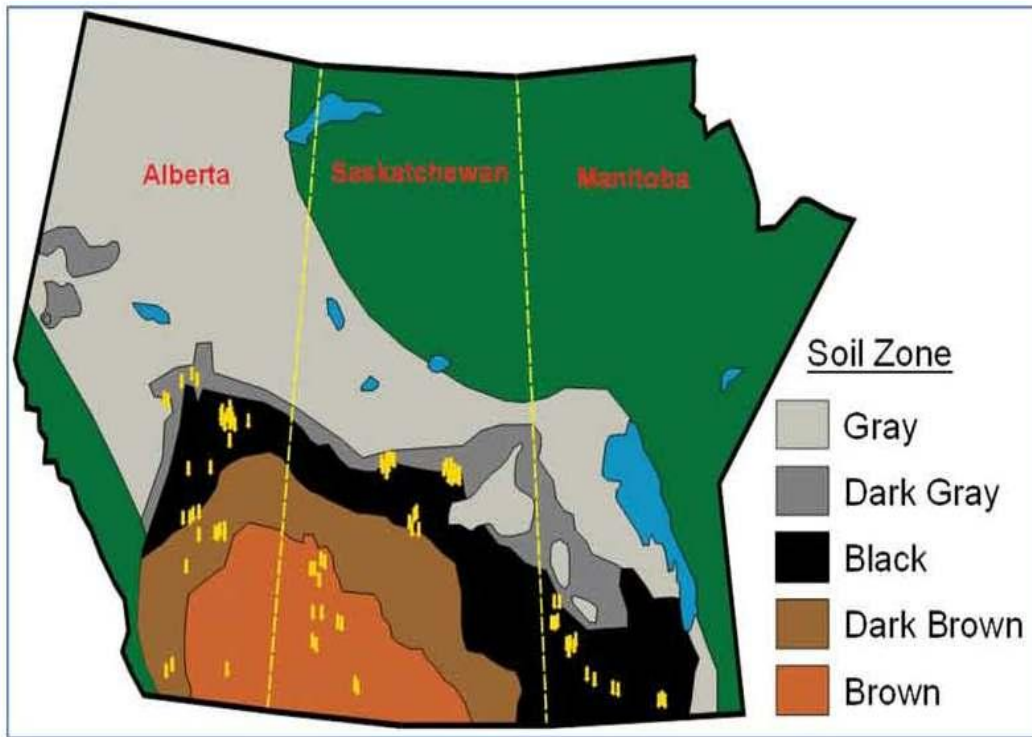 Alberta
Saskatchewan
Manitoba
Soil Zone
Gray
Dark Gray
Black
Dark Brown
Brown